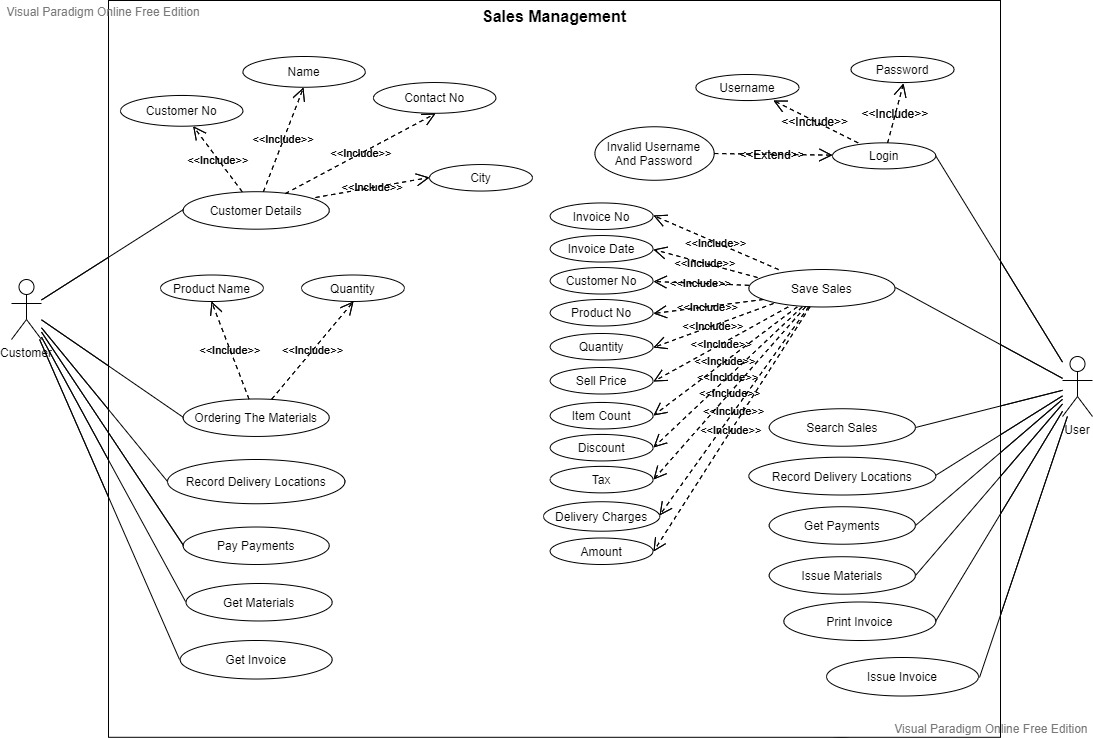 Visual Paradigm Online Free Edition
Sales Management
Name
Customer No
Contact No
<<Include>>
<<Include>>
<<Include>>
City
<<Include>>
Customer Details
Username
Password
<<Include>>
<<Include>>
Invalid Username
And Password
<<Extend>>
Login
Invoice No
Invoice Date
Customer No
Product No
Quantity
Sell Price
Item Count
Discount
Tax
Delivery Charges
Amount
<<Include>>
<<Include>>
<<Include>>
<<Include>>
<<Include>>
<<Include>>
<<Include>>
<<Include>>
<<Include>>
<<Include>>
<<Include>>
Save Sales
Product Name
Quantity
<<Include>>
<<Include>>
Customer
Ordering The Materials
Record Delivery Locations
Pay Payments
Get Materials
Get Invoice
User
Search Sales
Record Delivery Locations
Get Payments
Issue Materials
Print Invoice
Issue Invoice
Visual Paradigm Online Free Edition